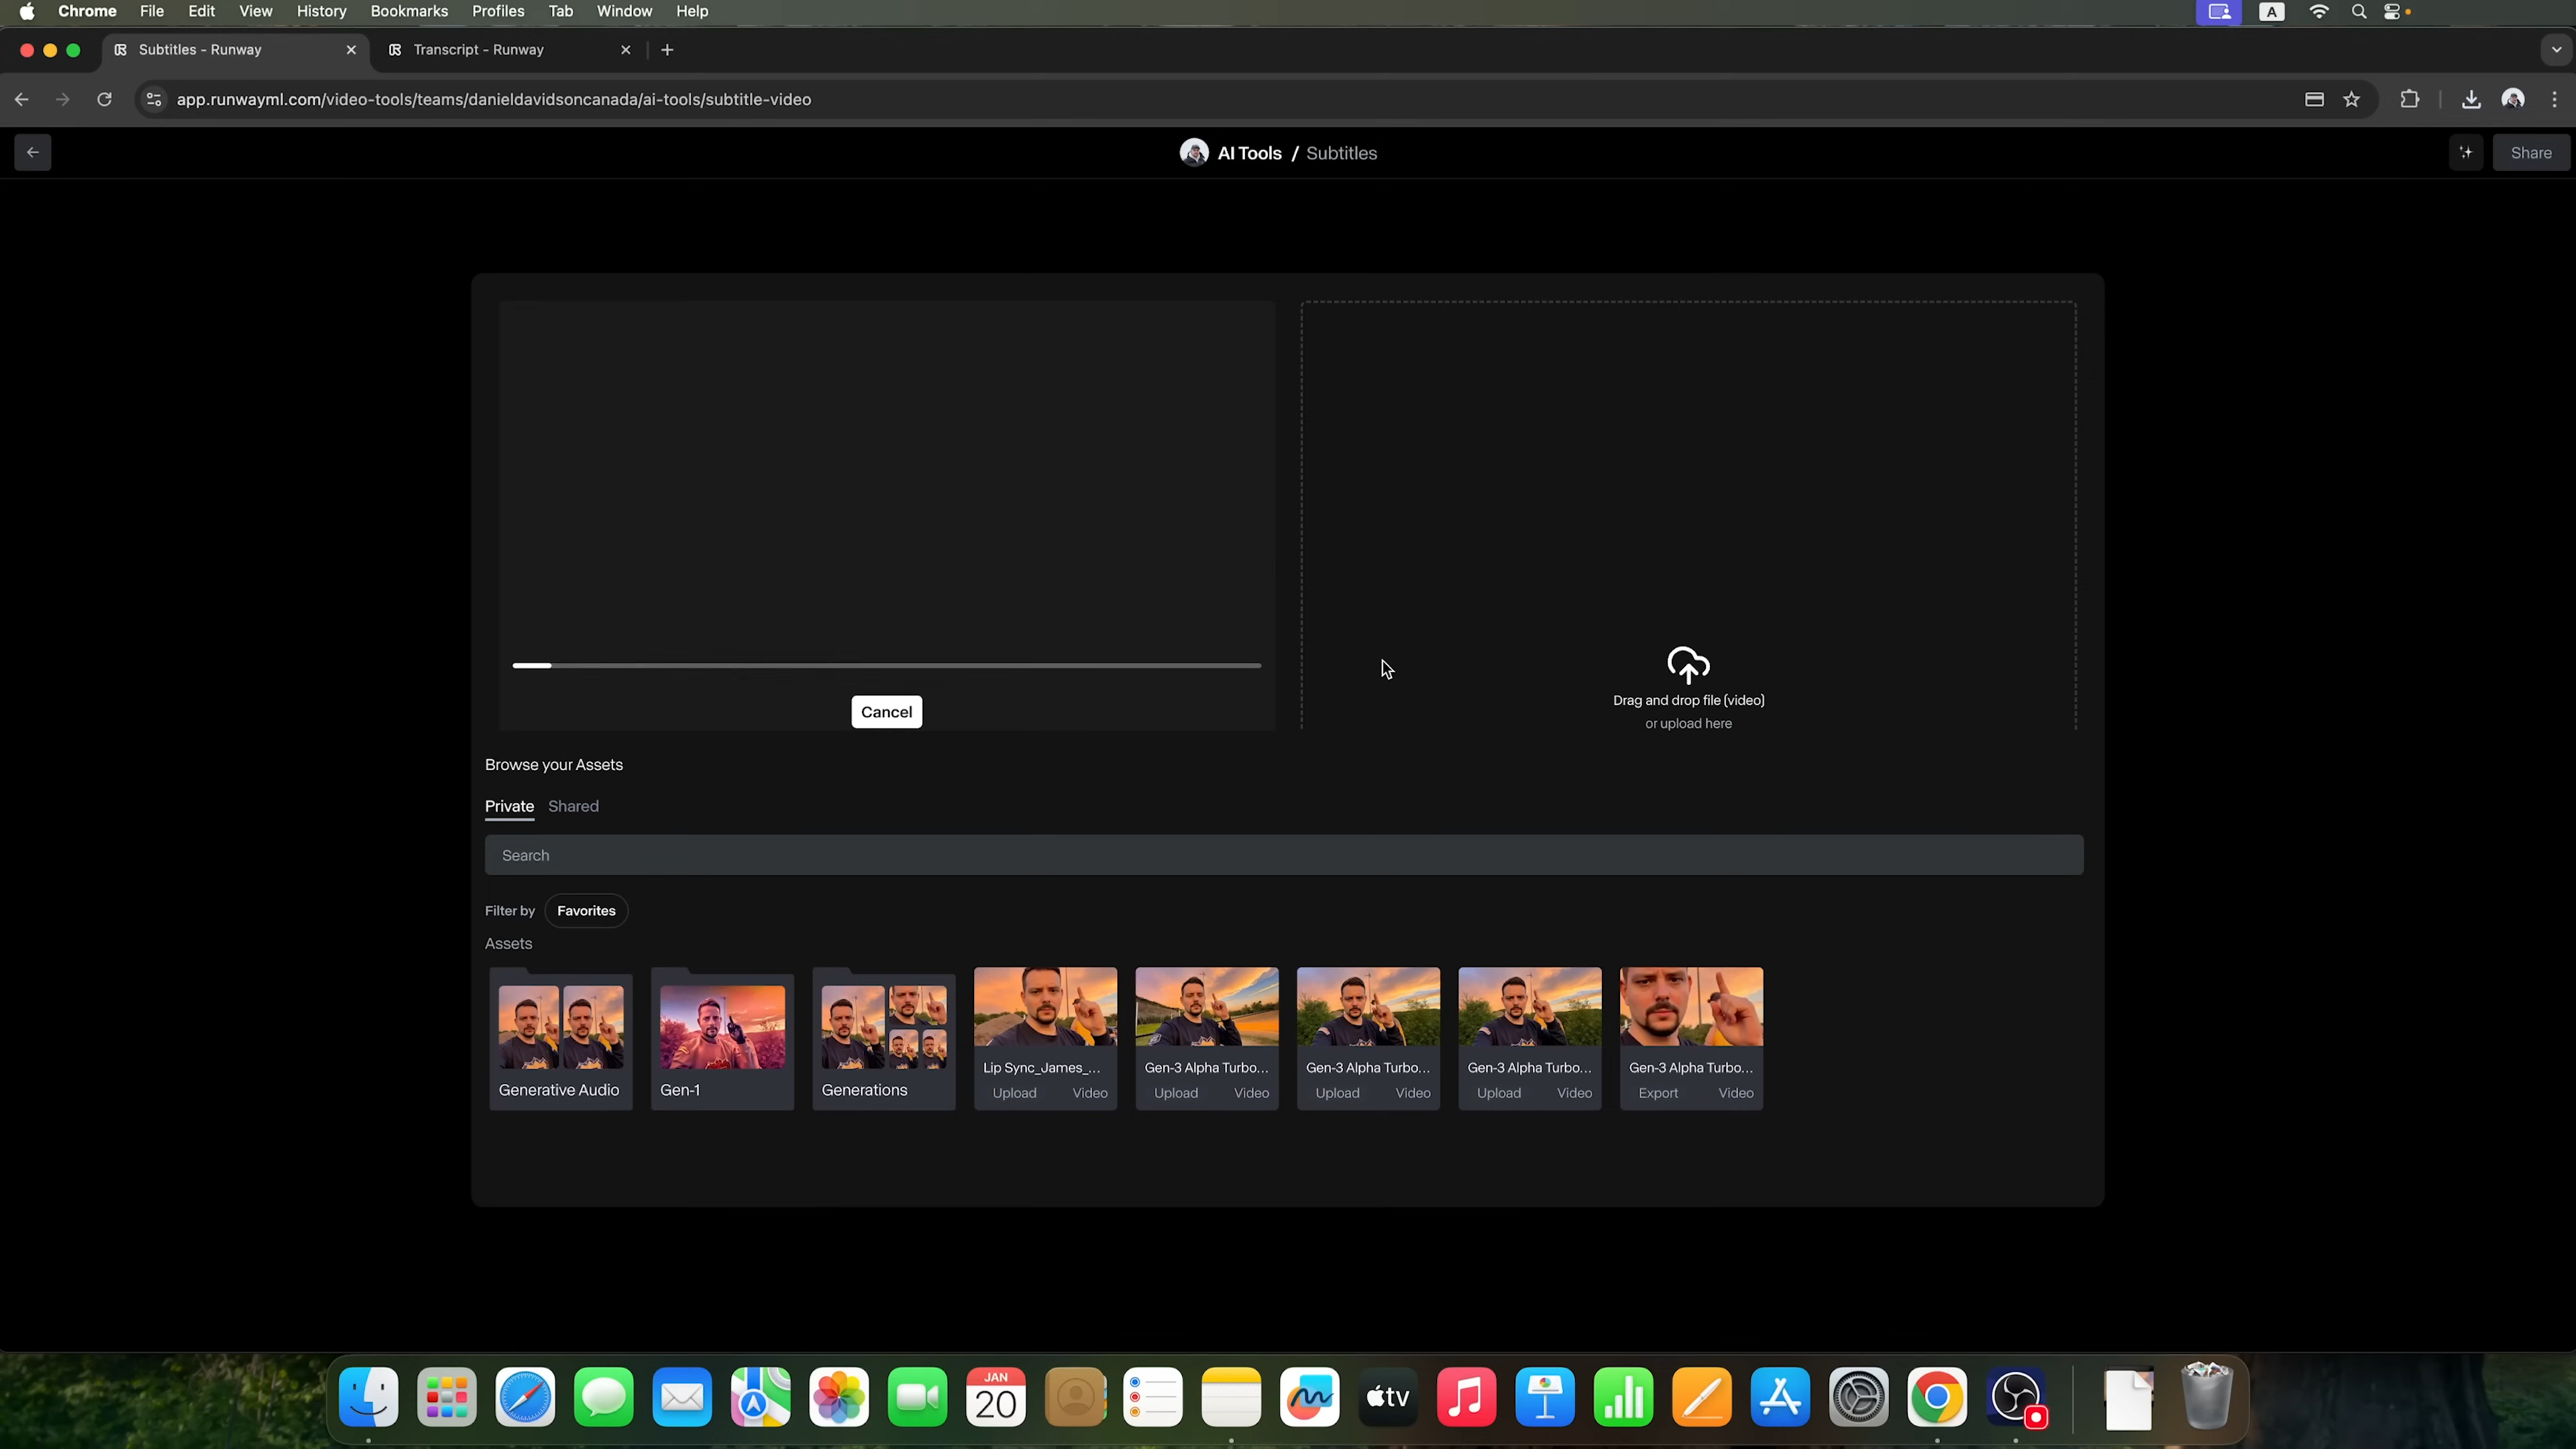 Chrome File Edit View History Bookmarks Profiles Tab Window Help
A
Subtitles - Runway
Transcript - Runway
app.runwayml.com/video-tools/teams/danieldavidsoncanada/ai-tools/subtitle-video
AI Tools / Subtitles
Share
Cancel
Drag and drop file (video)
or upload here
Browse your Assets
Private Shared
Search
Filter by Favorites
Assets
Generative Audio
Gen-1
Generations
Lip Sync_James_...
Upload Video
Gen-3 Alpha Turbo...
Upload Video
Gen-3 Alpha Turbo...
Upload Video
Gen-3 Alpha Turbo...
Upload Video
Gen-3 Alpha Turbo...
Export Video
JAN
20
tv